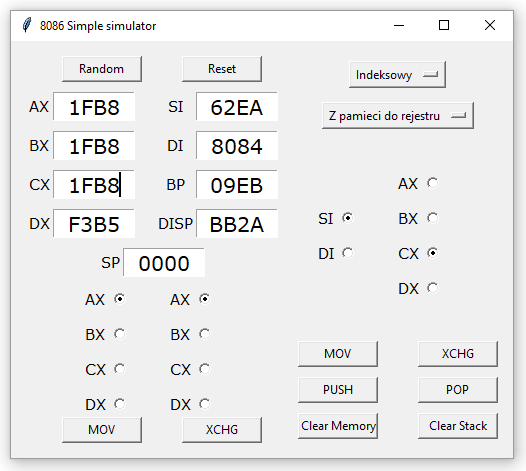 8086 Simple simulator
Random Reset Indeksowy
AX 1FB8 SI 62EA Z pamieci do rejestru
BX 1FB8 DI 8084
CX 1FB8 BP 09EB AX
DX F3B5 DISP BB2A SI BX
SP 0000 DI CX
AX AX DX
BX BX
CX CX MOV XCHG
DX DX PUSH POP
MOV XCHG Clear Memory Clear Stack